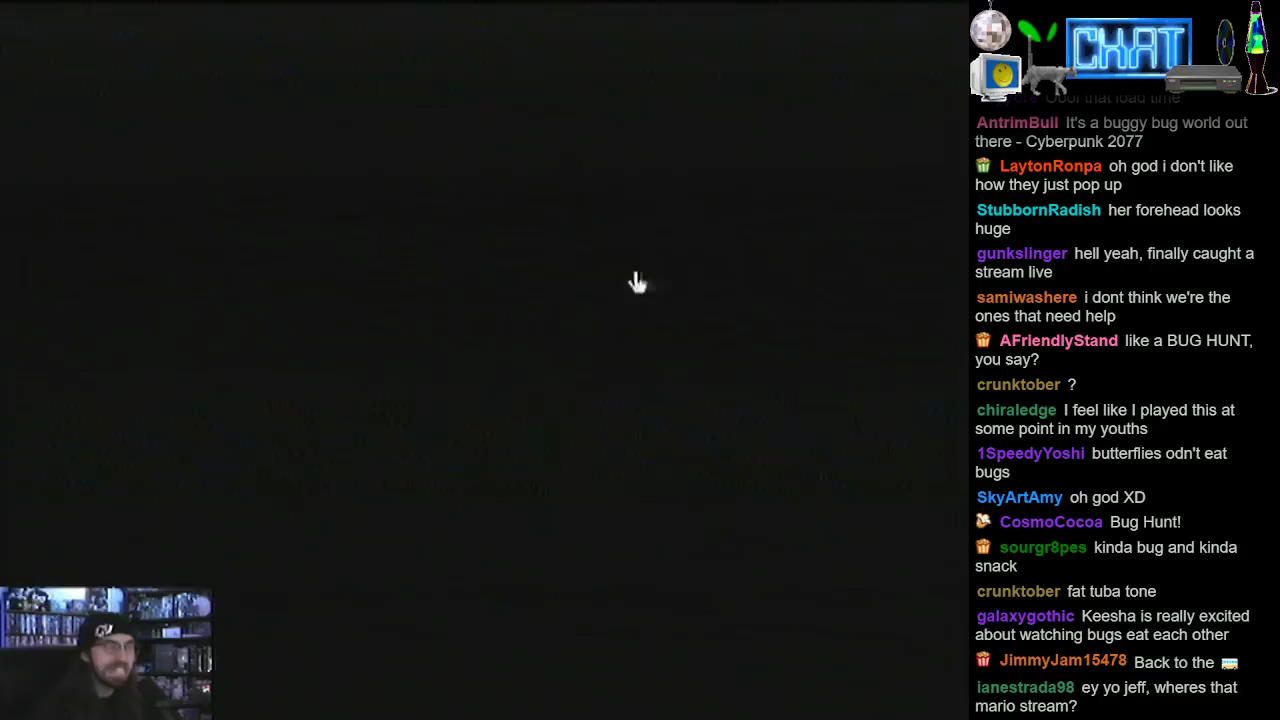 CHAT
Oooh that load time
AntrimBull It's a buggy bug world out
there - Cyberpunk 2077
LaytonRonpa oh god i don't like
how they just pop up
StubbornRadish her forehead looks
huge
gunkslinger hell yeah, finally caught a
stream live
samiwashere i dont think we're the
ones that need help
AFriendlyStand like a BUG HUNT,
you say?
crunktober ?
chiraledge I feel like I played this at
some point in my youths
1SpeedyYoshi butterflies odn't eat
bugs
SkyArtAmy oh god XD
CosmoCocoa Bug Hunt!
sourgr8pes kinda bug and kinda
snack
crunktober fat tuba tone
galaxygothic Keesha is really excited
about watching bugs eat each other
JimmyJam15478 Back to the
ianestrada98 ey yo jeff, wheres that
mario stream?